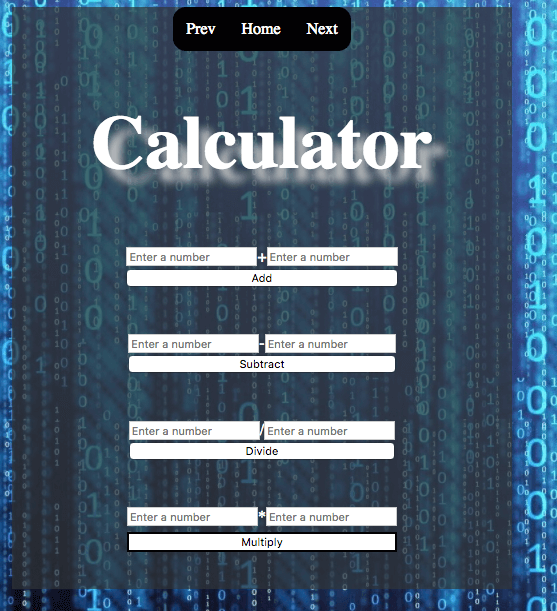 Prev Home Next
Calculator
Enter a number + Enter a number
Add
Enter a number - Enter a number
Subtract
Enter a number / Enter a number
Divide
Enter a number * Enter a number
Multiply